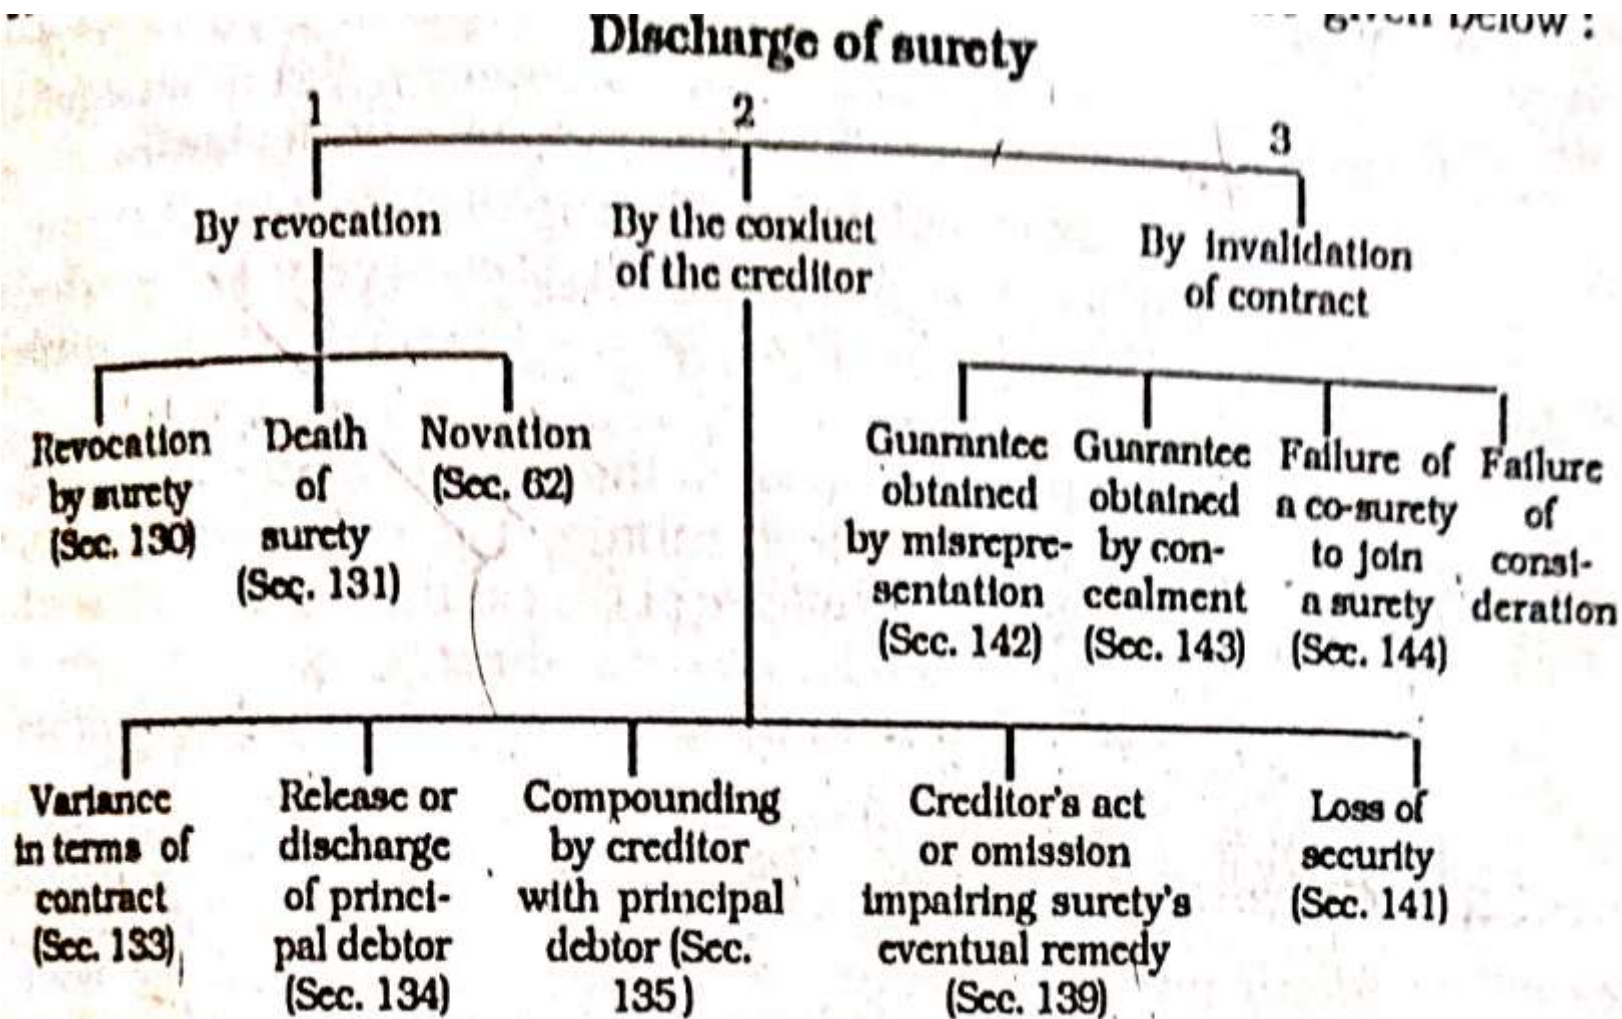 given below :
Discharge of surety
1
2
3
By revocation
By the conduct
of the creditor
By invalidation
of contract
Revocation
by surety
(Sec. 130)
Death
of
surety
(Sec. 131)
Novation
(Sec. 62)
Guarantee
obtained
by misrepre-
sentation
(Sec. 142)
Guarantee
obtained
by con-
cealment
(Sec. 143)
Failure of
a co-surety
to join
a surety
(Sec. 144)
Failure
of
consi-
deration
Variance
in terms of
contract
(Sec. 133)
Release or
discharge
of princi-
pal debtor
(Sec. 134)
Compounding
by creditor
with principal
debtor (Sec.
135)
Creditor's act
or omission
impairing surety's
eventual remedy
(Sec. 139)
Loss of
security
(Sec. 141)